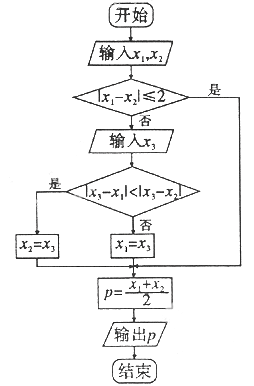 开始
输入x₁,x₂
|x₁-x₂|≤2
是
否
输入x₃
是
|x₃-x₁|<|x₃-x₂|
否
x₂=x₃
x₁=x₃
p=(x₁+x₂)/2
输出p
结束